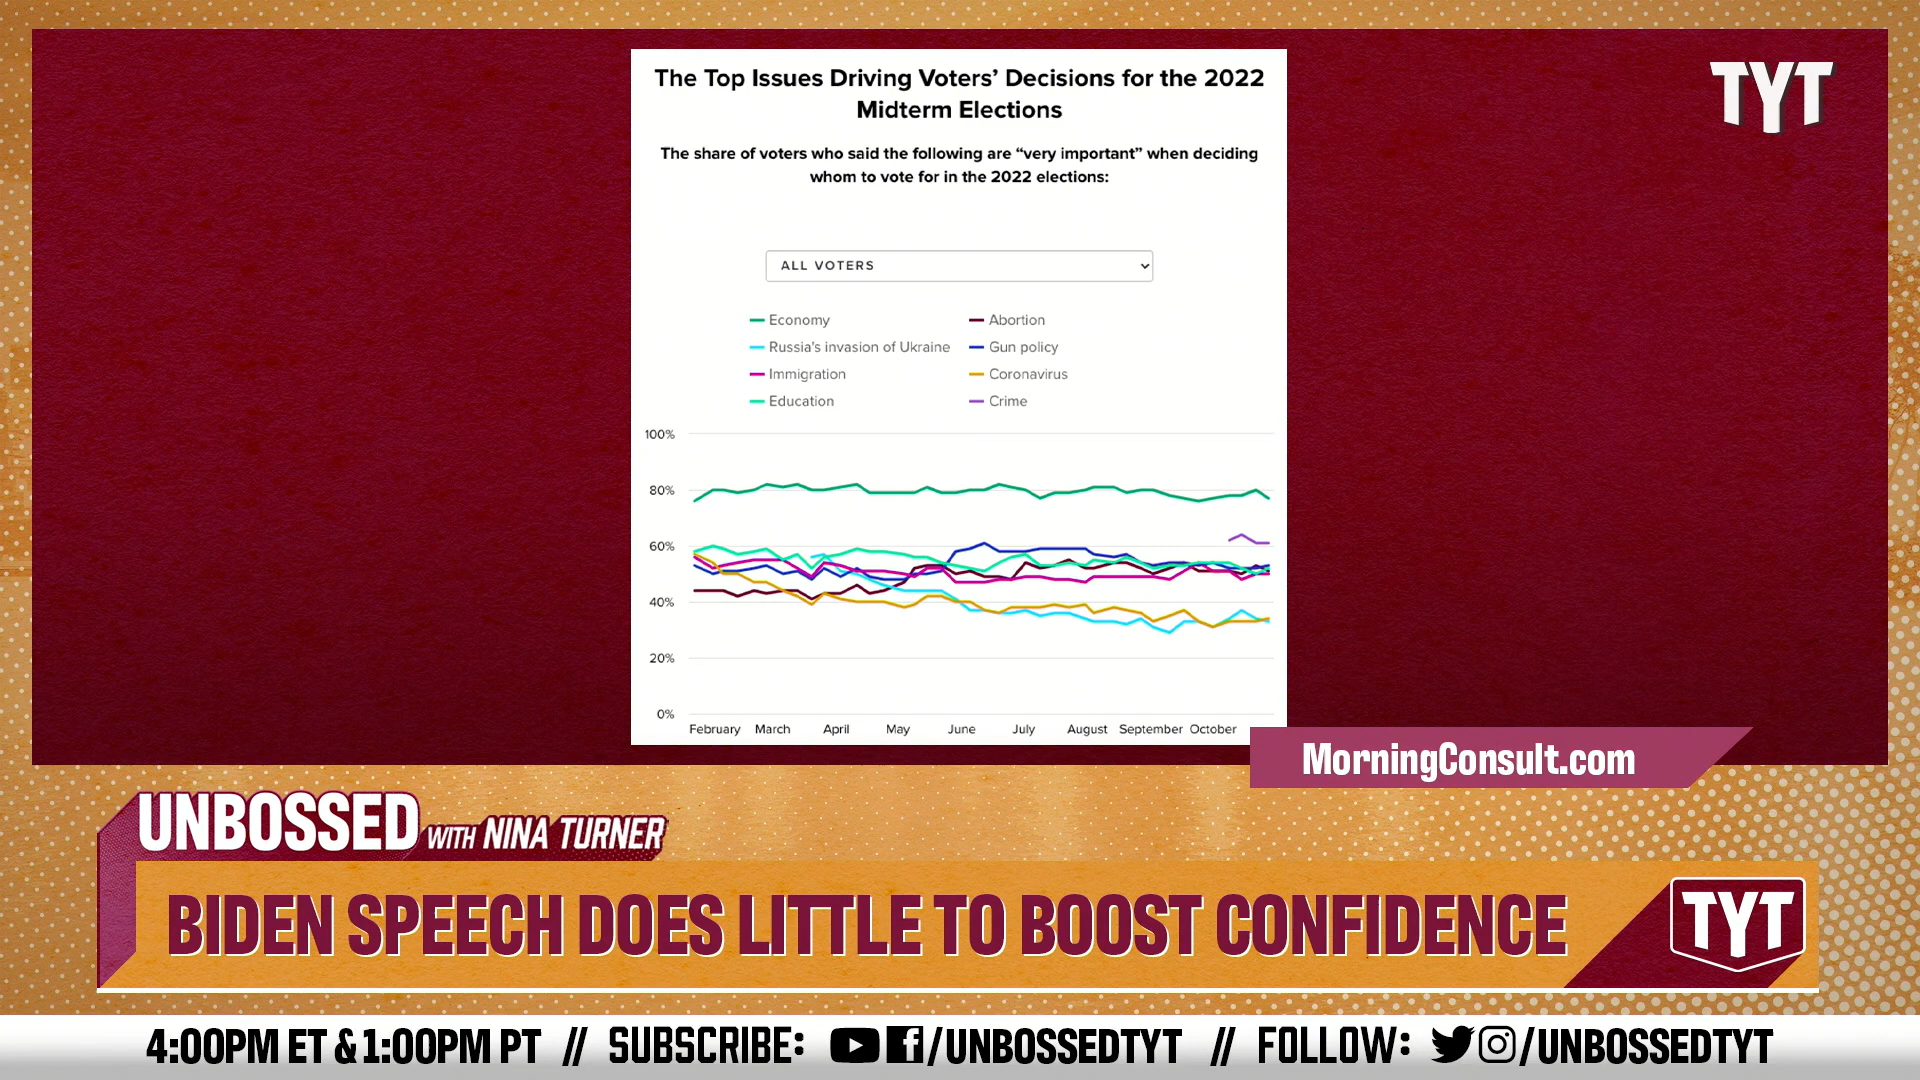 The Top Issues Driving Voters’ Decisions for the 2022
Midterm Elections
The share of voters who said the following are “very important” when deciding
whom to vote for in the 2022 elections:
ALL VOTERS
Economy
Abortion
Russia's invasion of Ukraine
Gun policy
Immigration
Coronavirus
Education
Crime
100%
80%
60%
40%
20%
0%
February March April May June July August September October
TYT
MorningConsult.com
UNBOSSED WITH NINA TURNER
BIDEN SPEECH DOES LITTLE TO BOOST CONFIDENCE
TYT
4:00PM ET & 1:00PM PT // SUBSCRIBE: /UNBOSSEDTYT // FOLLOW: /UNBOSSEDTYT